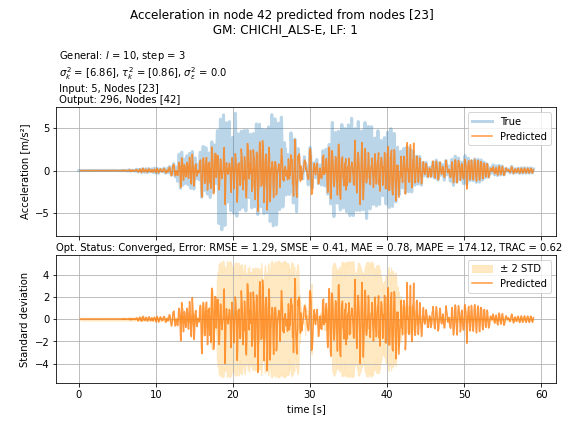 Acceleration in node 42 predicted from nodes [23]
GM: CHICHI_ALS-E, LF: 1
General: l = 10, step = 3
σ²ₖ = [6.86], τ²ₖ = [0.86], σ²ε = 0.0
Input: 5, Nodes [23]
Output: 296, Nodes [42]
Acceleration [m/s²]
5
0
−5
True
Predicted
Opt. Status: Converged, Error: RMSE = 1.29, SMSE = 0.41, MAE = 0.78, MAPE = 174.12, TRAC = 0.62
Standard deviation
4
2
0
−2
−4
± 2 STD
Predicted
0 10 20 30 40 50 60
time [s]